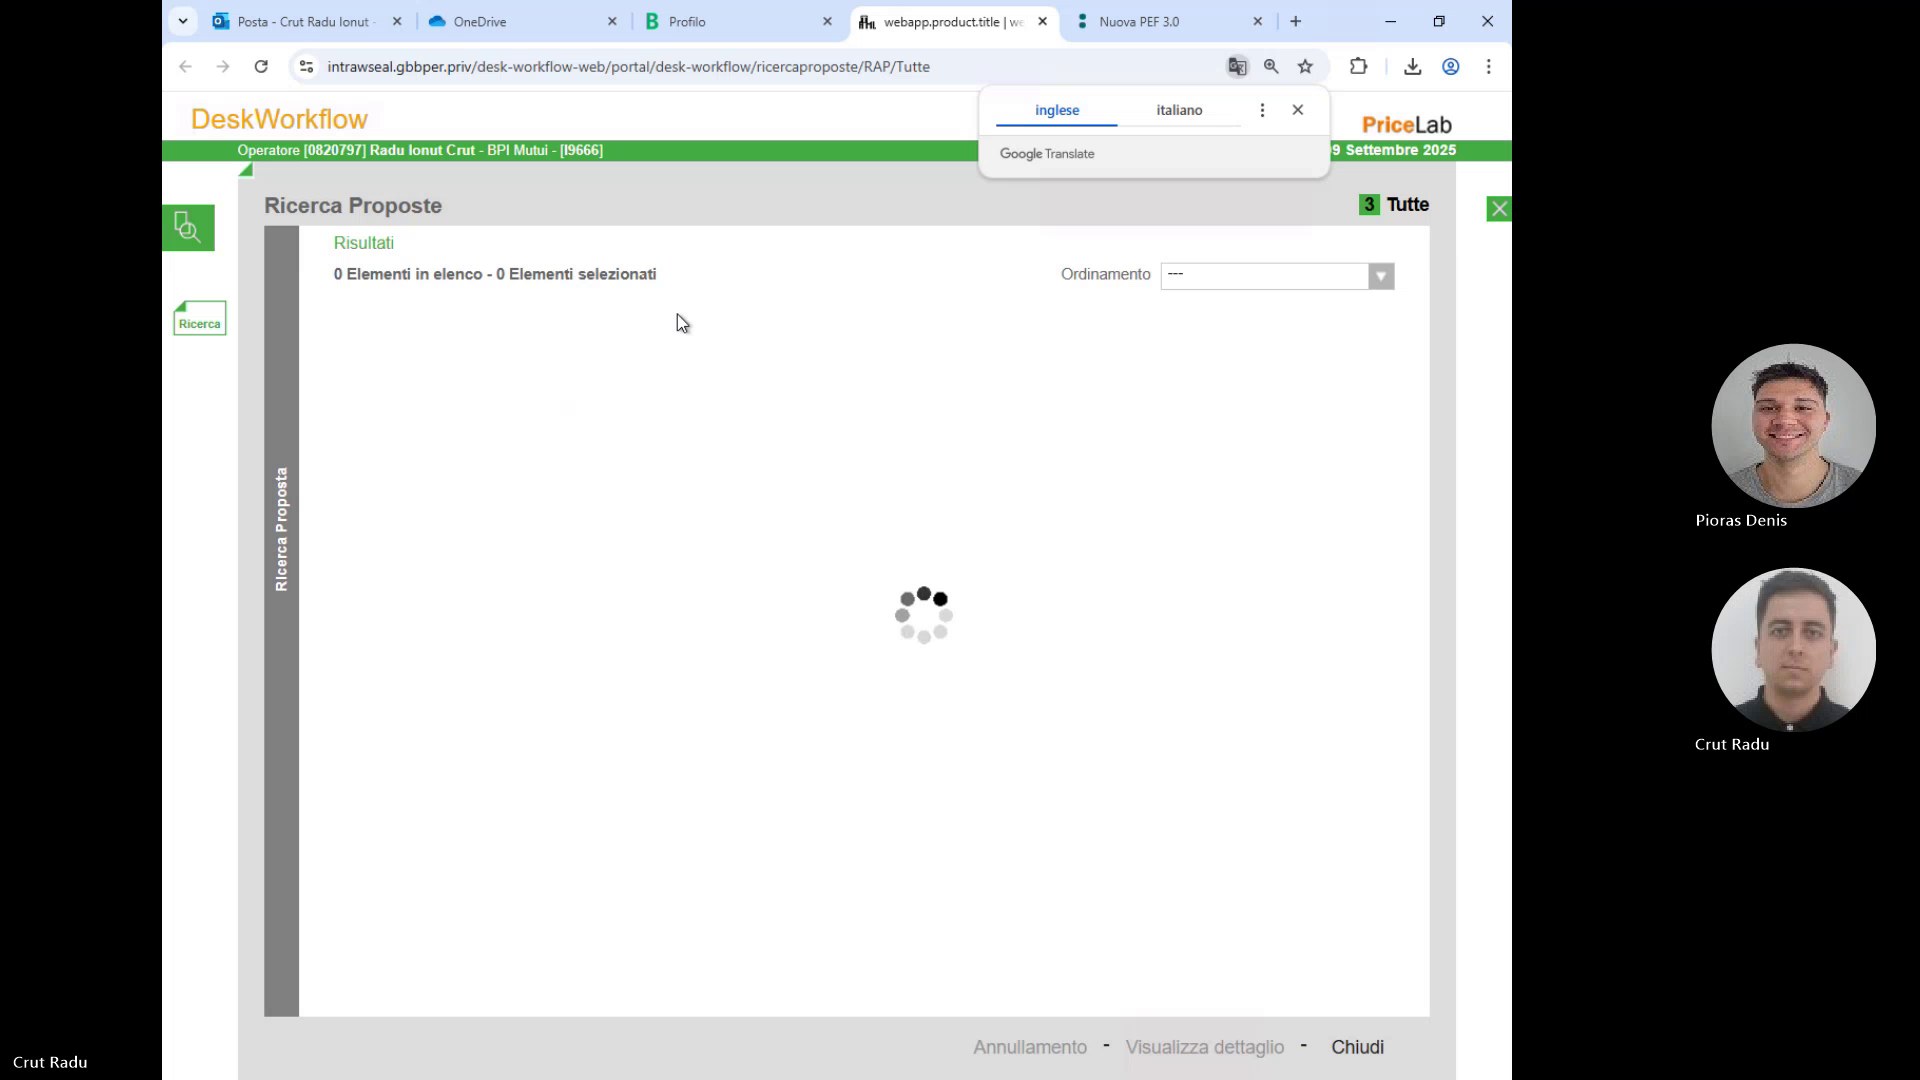 Posta - Crut Radu Ionut
OneDrive
Profilo
webapp.product.title | we
Nuova PEF 3.0
intrawseal.gbbper.priv/desk-workflow-web/portal/desk-workflow/ricercaproposte/RAP/Tutte
inglese
italiano
Google Translate
DeskWorkflow
PriceLab
Operatore [0820797] Radu Ionut Crut - BPI Mutui - [I9666]
9 Settembre 2025
Ricerca Proposte
3 Tutte
Risultati
0 Elementi in elenco - 0 Elementi selezionati
Ordinamento
---
Ricerca
Ricerca Proposta
Annullamento - Visualizza dettaglio - Chiudi
Pioras Denis
Crut Radu
Crut Radu